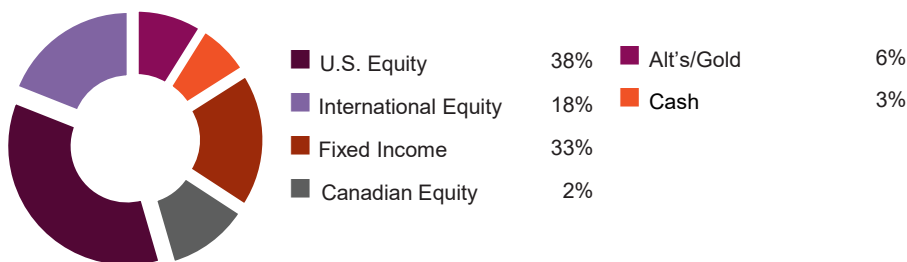 U.S. Equity 38%
International Equity 18%
Fixed Income 33%
Canadian Equity 2%
Alt's/Gold 6%
Cash 3%